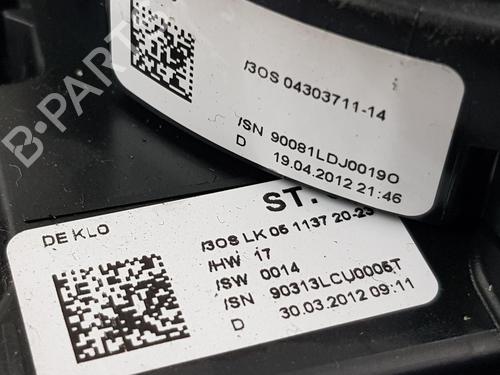 B-PARTS
/3OS 04303711-14
/SN 90081LDJ0019O
D 19.04.2012 21:46
ST.
DE KLO
/3OS LK 05 1137 20-23
/HW 17
/SW 0014
/SN 90313LCU0005T
D 30.03.2012 09:11